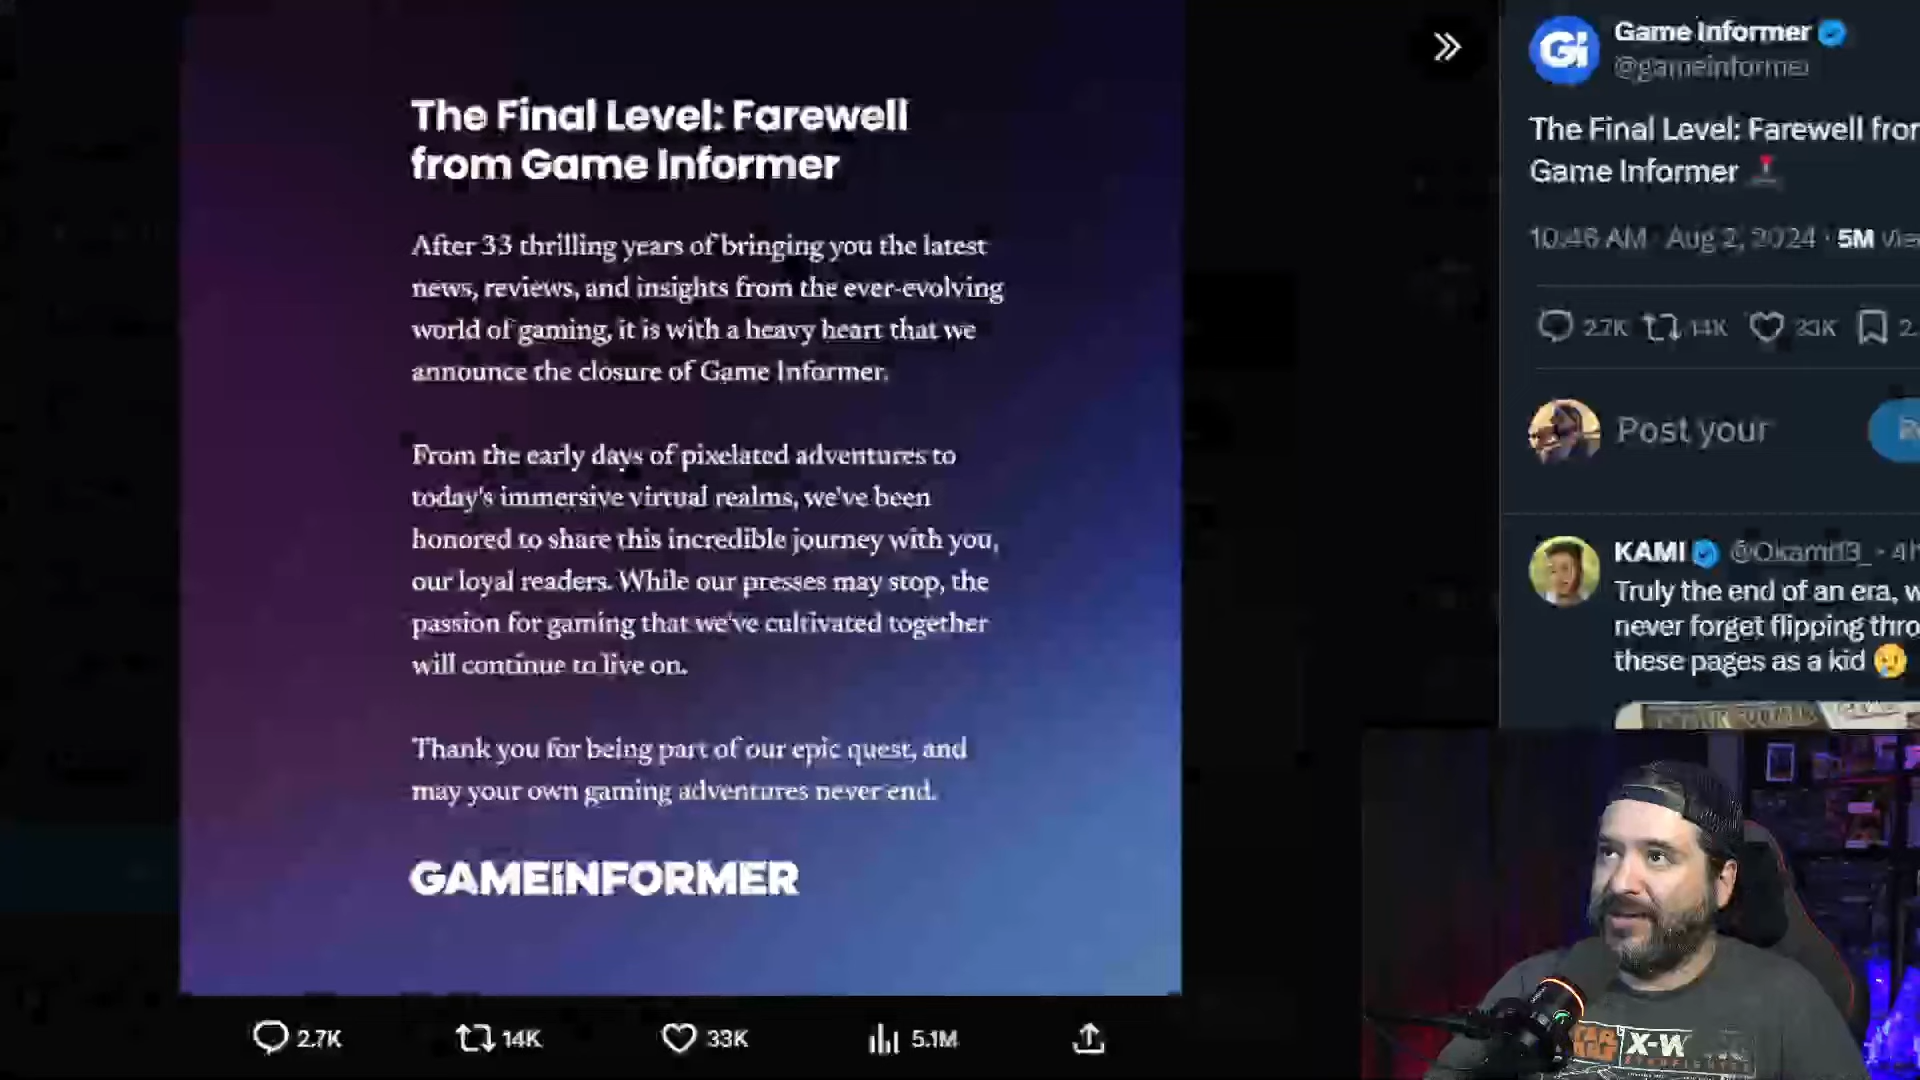 The Final Level: Farewell
from Game Informer
After 33 thrilling years of bringing you the latest
news, reviews, and insights from the ever-evolving
world of gaming, it is with a heavy heart that we
announce the closure of Game Informer.
From the early days of pixelated adventures to
today's immersive virtual realms, we've been
honored to share this incredible journey with you,
our loyal readers. While our presses may stop, the
passion for gaming that we've cultivated together
will continue to live on.
Thank you for being part of our epic quest, and
may your own gaming adventures never end.
GAMEiNFORMER
2.7K 14K 33K 5.1M
Gi
Game Informer
@gameinformer
The Final Level: Farewell from
Game Informer
10:46 AM · Aug 2, 2024 · 5M
2.7K 14K 33K 2.
Post your
KAMI @Okami13_ · 4h
Truly the end of an era, w
never forget flipping thro
these pages as a kid 😢
X-W